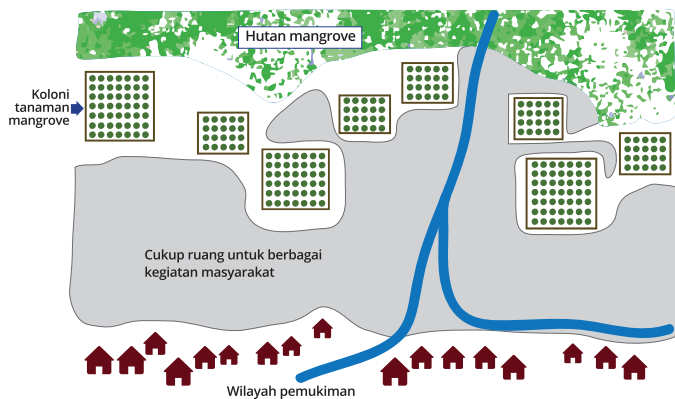 Hutan mangrove
Koloni
tanaman
mangrove
Cukup ruang untuk berbagai
kegiatan masyarakat
Wilayah pemukiman